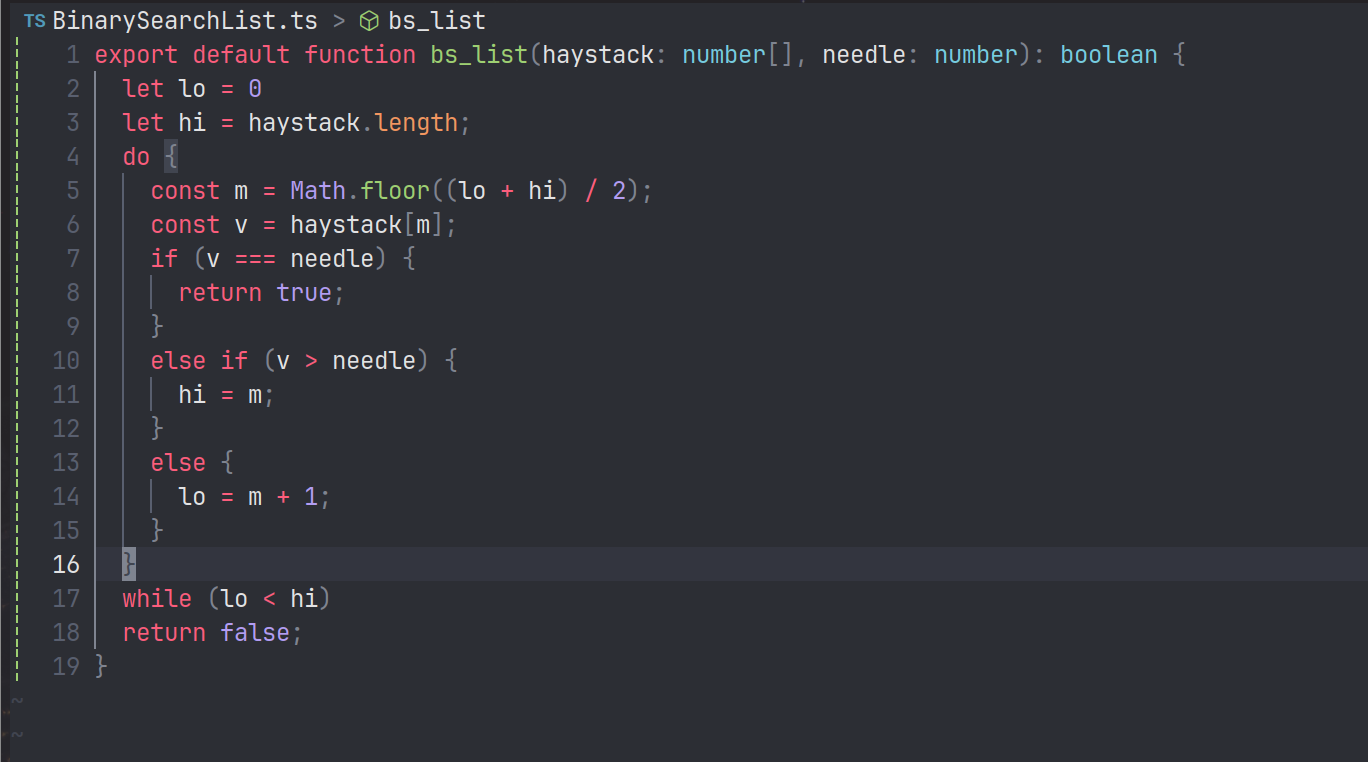 TS BinarySearchList.ts > bs_list
1 export default function bs_list(haystack: number[], needle: number): boolean {
2   let lo = 0
3   let hi = haystack.length;
4   do {
5     const m = Math.floor((lo + hi) / 2);
6     const v = haystack[m];
7     if (v === needle) {
8       return true;
9     }
10     else if (v > needle) {
11       hi = m;
12     }
13     else {
14       lo = m + 1;
15     }
16   }
17   while (lo < hi)
18   return false;
19 }
~
~